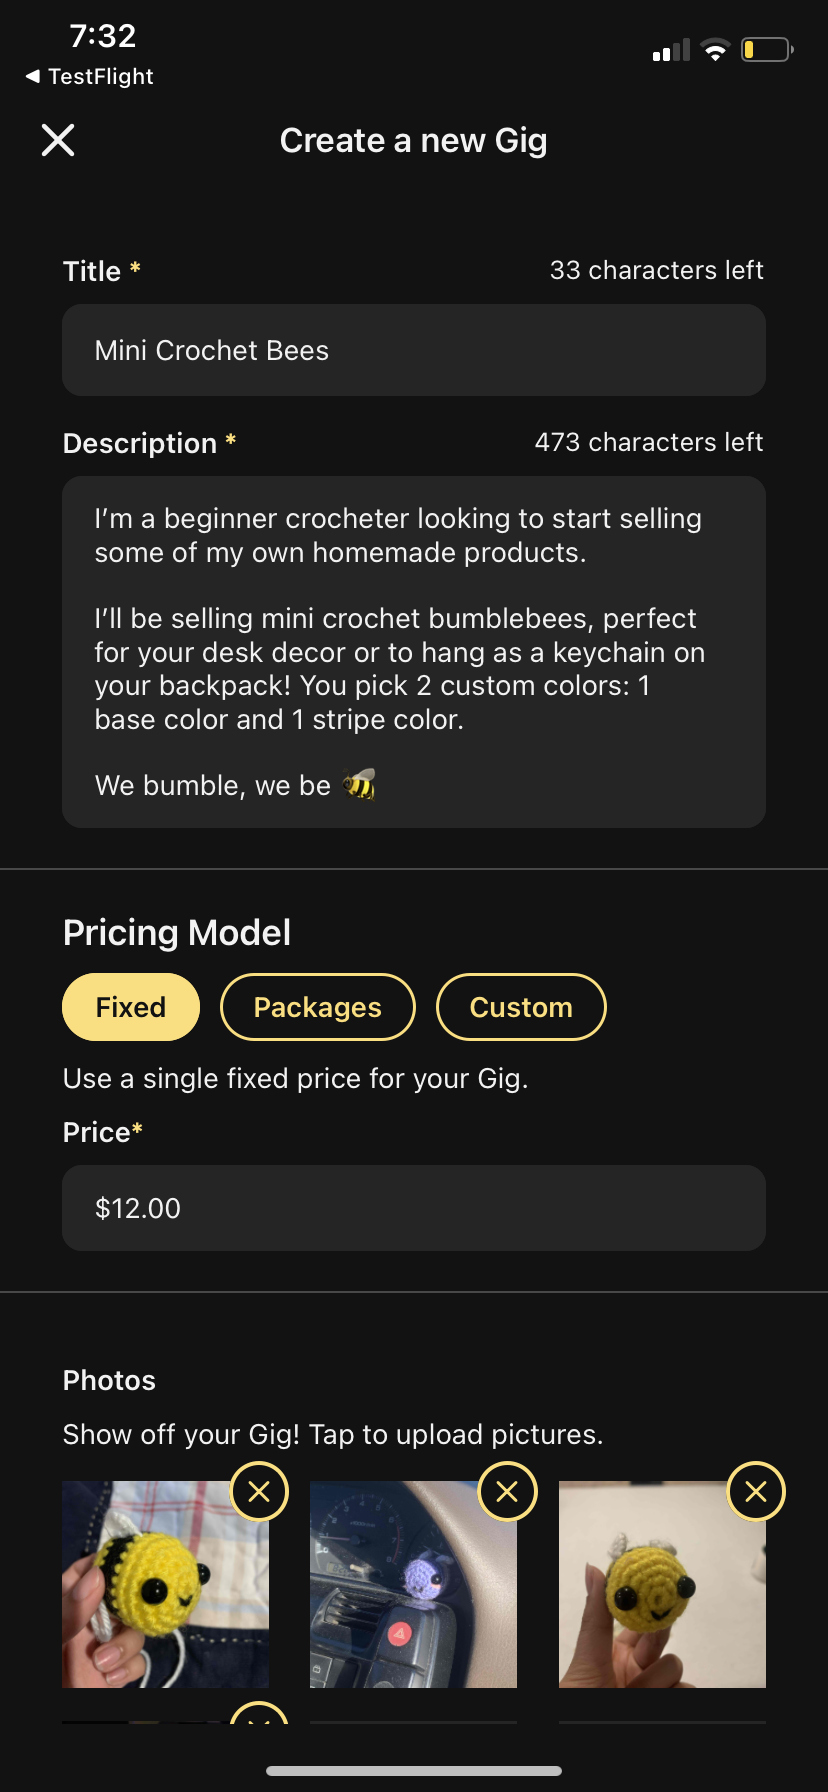 7:32
◀ TestFlight
Create a new Gig
Title *
33 characters left
Mini Crochet Bees
Description *
473 characters left
I’m a beginner crocheter looking to start selling
some of my own homemade products.
I’ll be selling mini crochet bumblebees, perfect
for your desk decor or to hang as a keychain on
your backpack! You pick 2 custom colors: 1
base color and 1 stripe color.
We bumble, we be 🐝
Pricing Model
Fixed
Packages
Custom
Use a single fixed price for your Gig.
Price*
$12.00
Photos
Show off your Gig! Tap to upload pictures.